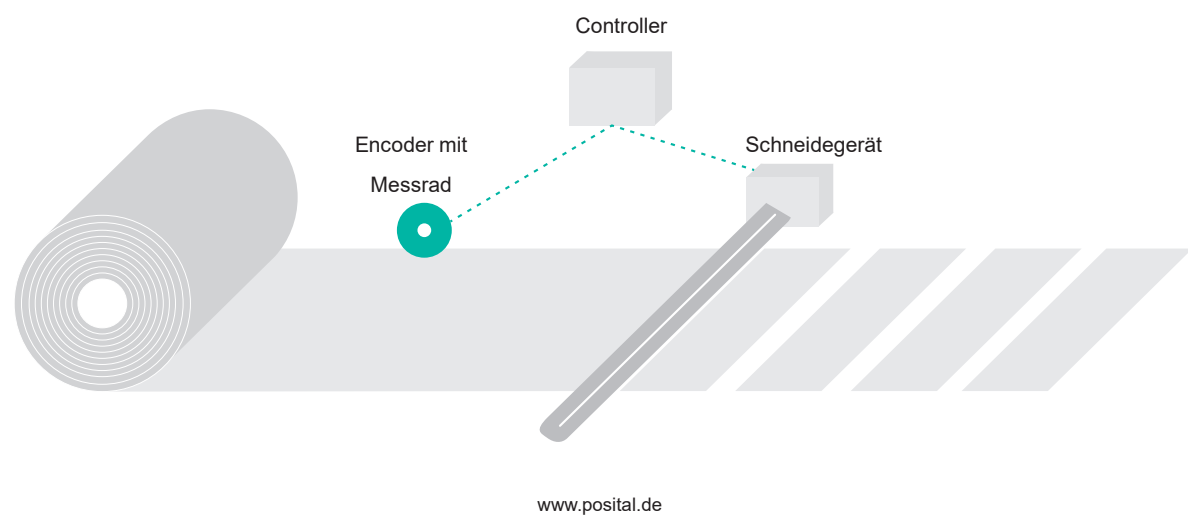 Controller
Encoder mit
Messrad
Schneidegerät
www.posital.de